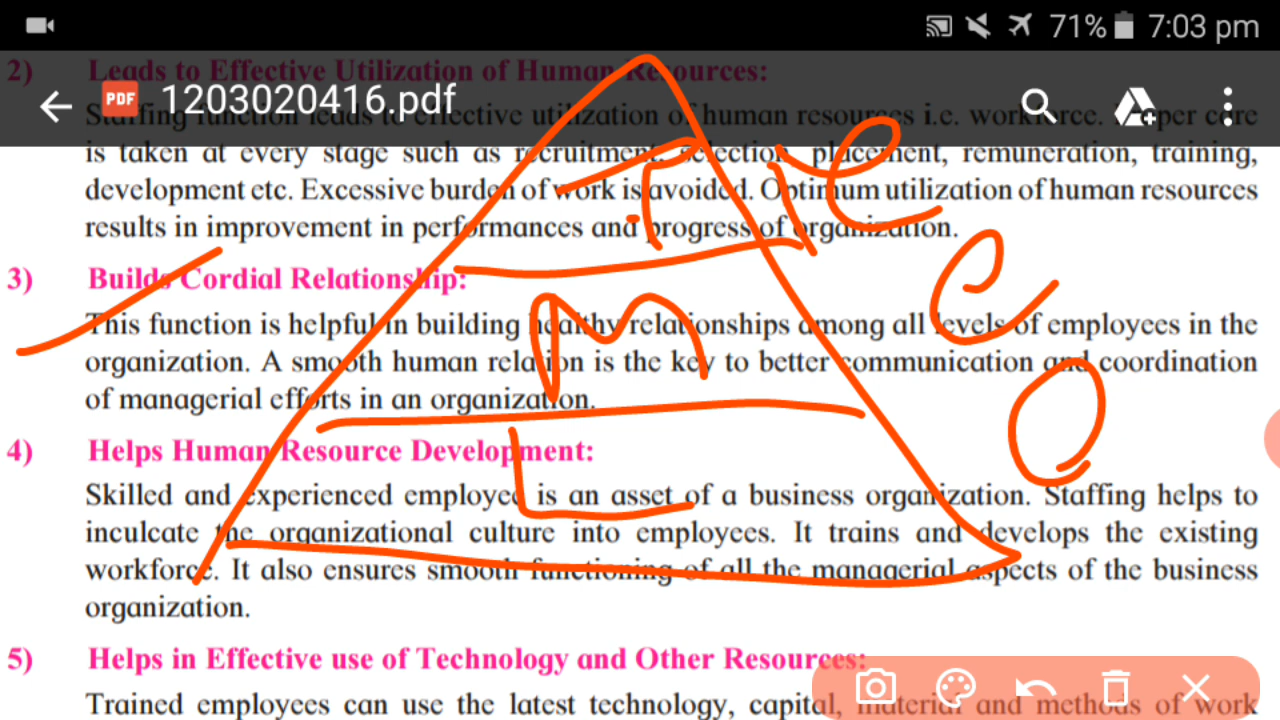 71% 7:03 pm
2) Leads to Effective Utilization of Human Resources:
PDF 1203020416.pdf
Staffing function leads to effective utilization of human resources i.e. workforce. Proper care
is taken at every stage such as recruitment, selection, placement, remuneration, training,
development etc. Excessive burden of work is avoided. Optimum utilization of human resources
results in improvement in performances and progress of organization.
3) Builds Cordial Relationship:
This function is helpful in building healthy relationships among all levels of employees in the
organization. A smooth human relation is the key to better communication and coordination
of managerial efforts in an organization.
4) Helps Human Resource Development:
Skilled and experienced employee is an asset of a business organization. Staffing helps to
inculcate the organizational culture into employees. It trains and develops the existing
workforce. It also ensures smooth functioning of all the managerial aspects of the business
organization.
5) Helps in Effective use of Technology and Other Resources:
Trained employees can use the latest technology, capital, material and methods of work
T
m
L
e
O